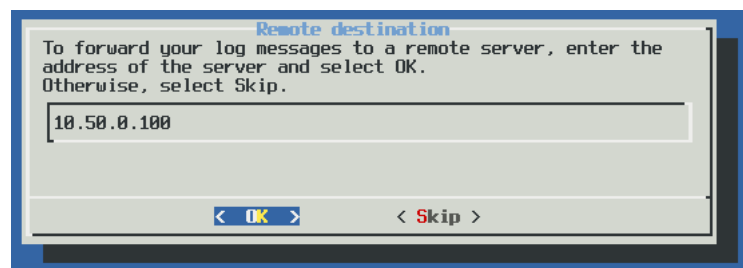 Remote destination
To forward your log messages to a remote server, enter the
address of the server and select OK.
Otherwise, select Skip.
10.50.0.100
< OK > < Skip >